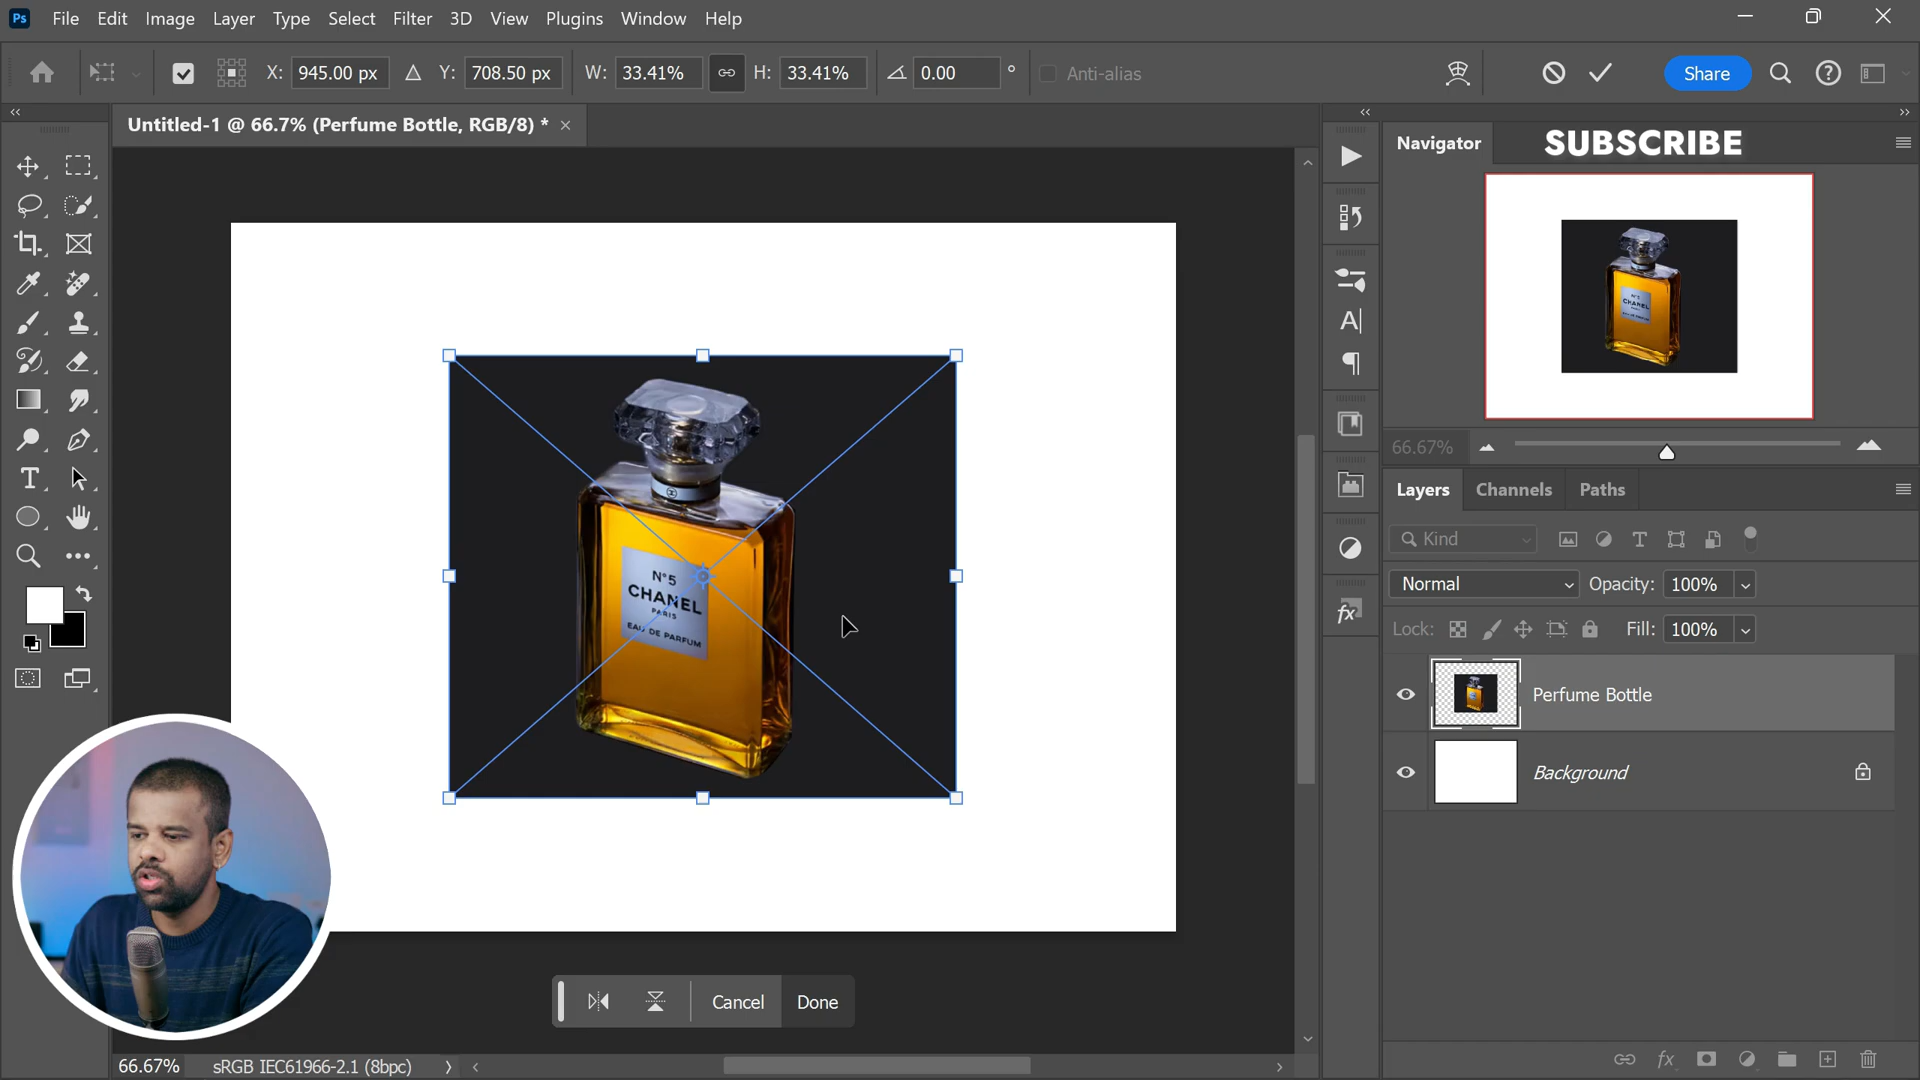 Ps File Edit Image Layer Type Select Filter 3D View Plugins Window Help
X: 945.00 px Y: 708.50 px W: 33.41% H: 33.41% 0.00 ° Anti-alias Share
Untitled-1 @ 66.7% (Perfume Bottle, RGB/8) *
Navigator SUBSCRIBE
N°5
CHANEL
PARIS
EAU DE PARFUM
N°5
CHANEL
66.67%
Layers Channels Paths
Kind
Normal Opacity: 100%
Lock: Fill: 100%
Perfume Bottle
Background
Cancel Done
66.67% sRGB IEC61966-2.1 (8bpc)